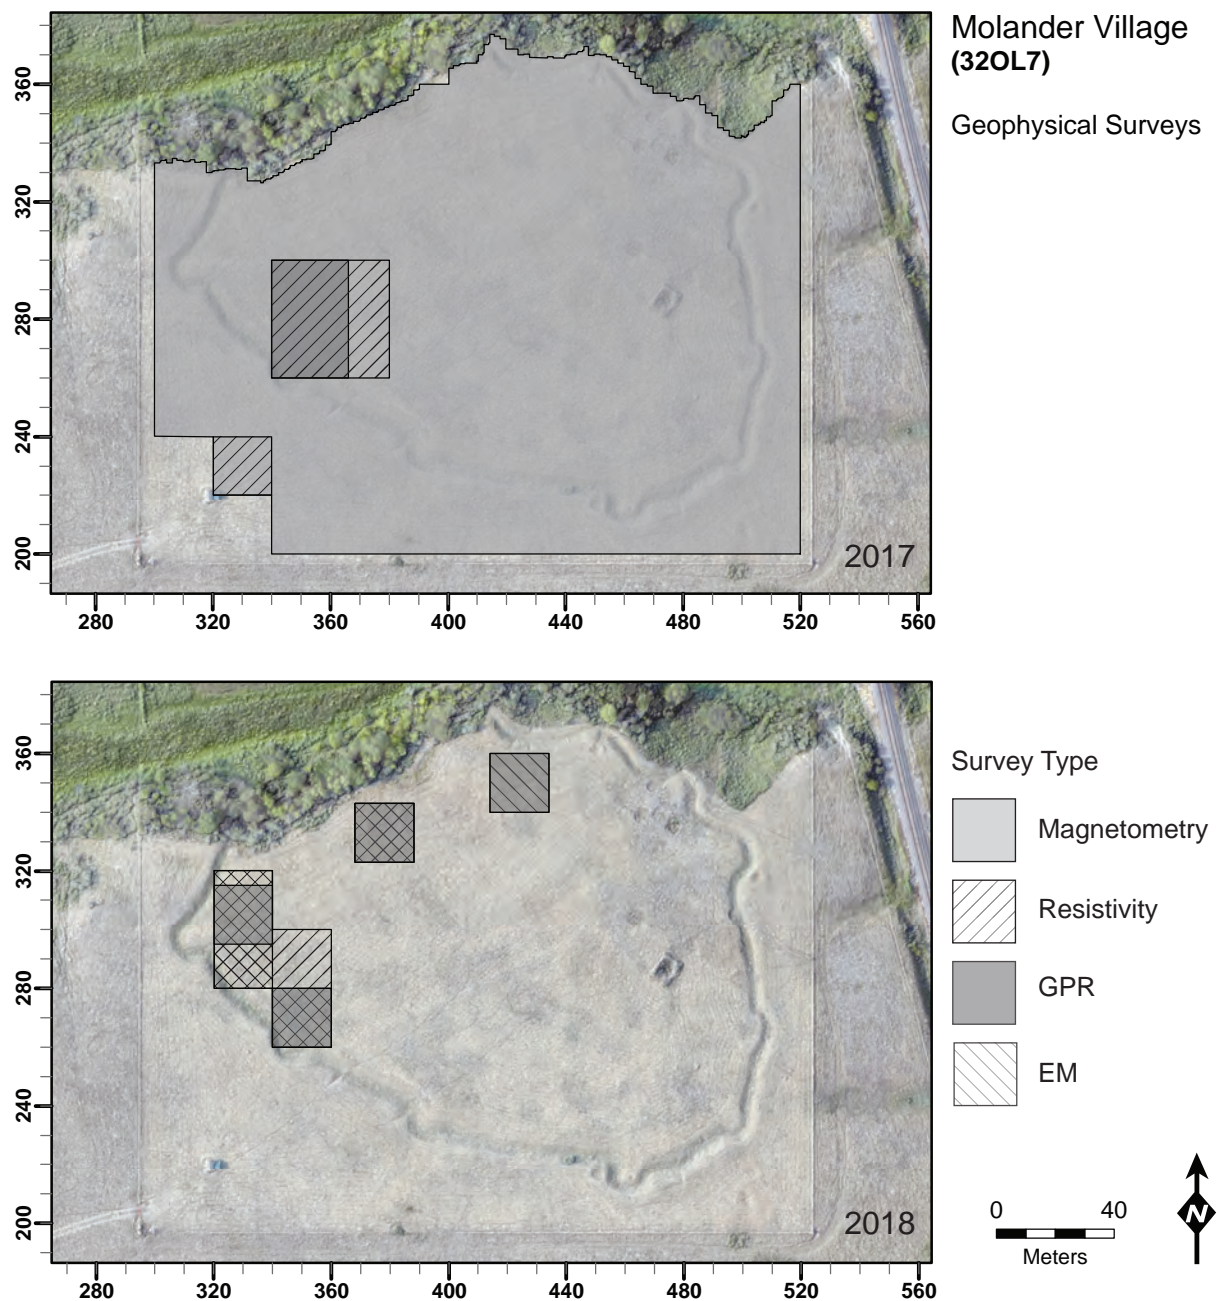 Molander Village
(32OL7)
Geophysical Surveys
360
320
280
240
200
2017
280 320 360 400 440 480 520 560
360
320
280
240
200
2018
280 320 360 400 440 480 520 560
Survey Type
Magnetometry
Resistivity
GPR
EM
0 40
Meters
N